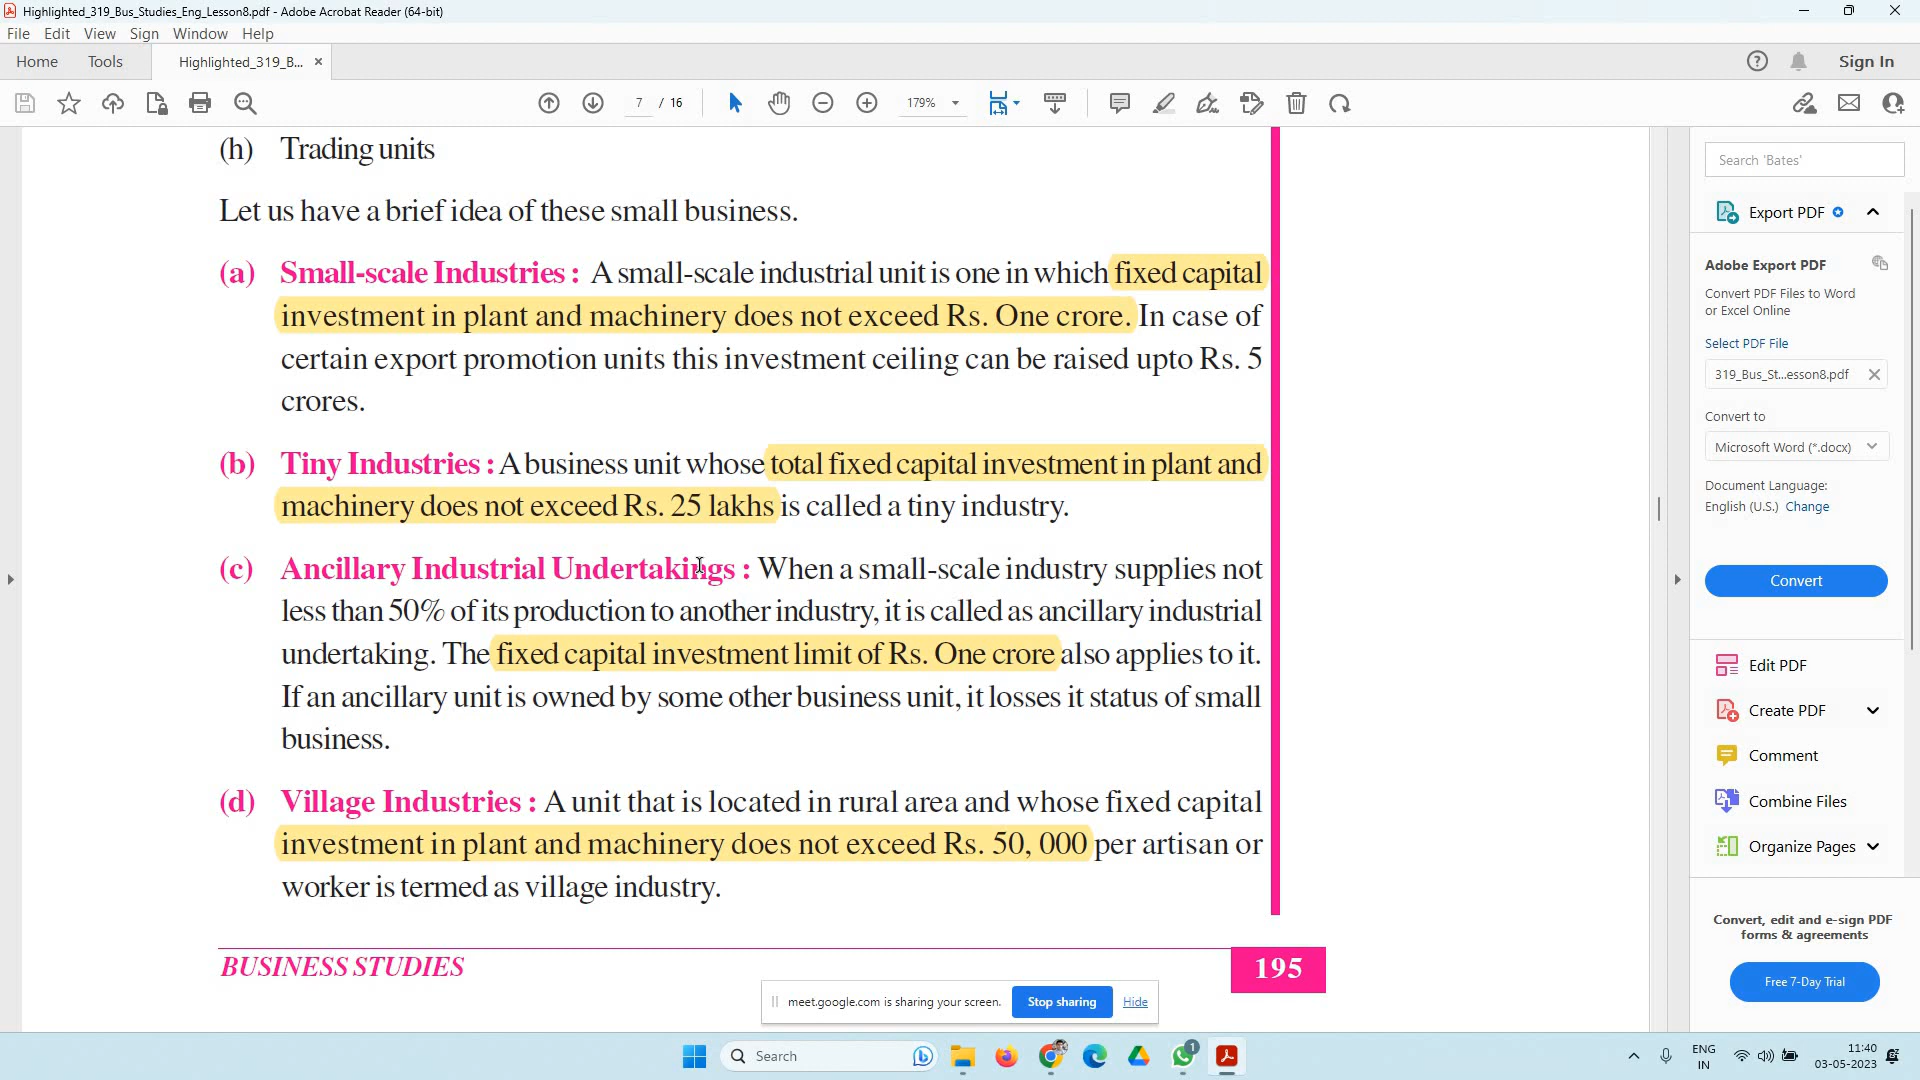 Highlighted_319_Bus_Studies_Eng_Lesson8.pdf - Adobe Acrobat Reader (64-bit)
File Edit View Sign Window Help
Home Tools Highlighted_319_B... × Sign In
7 / 16 179%
(h) Trading units
Let us have a brief idea of these small business.
(a) Small-scale Industries : A small-scale industrial unit is one in which fixed capital
investment in plant and machinery does not exceed Rs. One crore. In case of
certain export promotion units this investment ceiling can be raised upto Rs. 5
crores.
(b) Tiny Industries : A business unit whose total fixed capital investment in plant and
machinery does not exceed Rs. 25 lakhs is called a tiny industry.
(c) Ancillary Industrial Undertakings : When a small-scale industry supplies not
less than 50% of its production to another industry, it is called as ancillary industrial
undertaking. The fixed capital investment limit of Rs. One crore also applies to it.
If an ancillary unit is owned by some other business unit, it losses it status of small
business.
(d) Village Industries : A unit that is located in rural area and whose fixed capital
investment in plant and machinery does not exceed Rs. 50, 000 per artisan or
worker is termed as village industry.
BUSINESS STUDIES 195
Search 'Bates'
Export PDF
Adobe Export PDF
Convert PDF Files to Word
or Excel Online
Select PDF File
319_Bus_St...esson8.pdf
Convert to
Microsoft Word (*.docx)
Document Language:
English (U.S.) Change
Convert
Edit PDF
Create PDF
Comment
Combine Files
Organize Pages
Convert, edit and e-sign PDF
forms & agreements
Free 7-Day Trial
meet.google.com is sharing your screen. Stop sharing Hide
Search 1 ENG 11:40
IN 03-05-2023